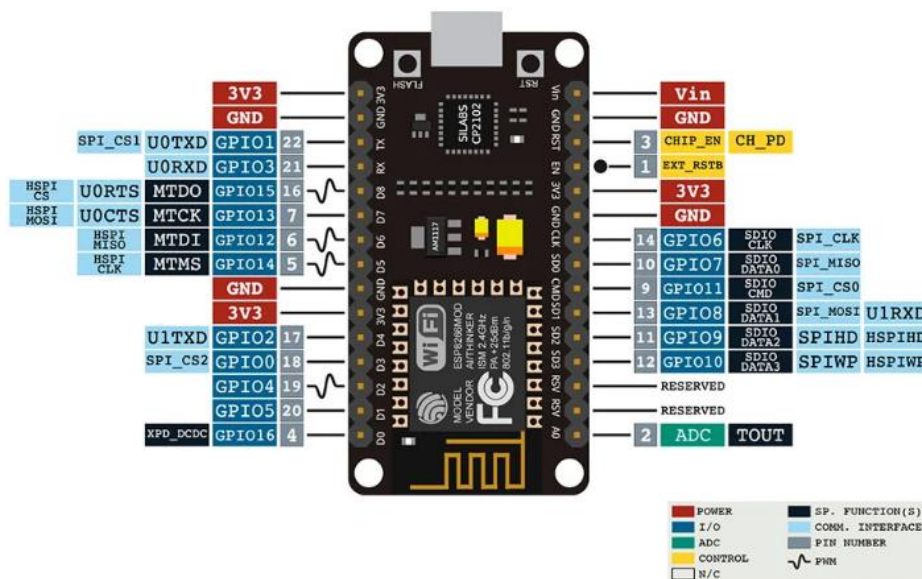 FLASH
RST
SILABS
CP2102
3V3 3V3 Vin Vin
GND GND GND GND
SPI_CS1 U0TXD GPIO1 22 TX RST 3 CHIP_EN CH_PD
U0RXD GPIO3 21 RX EN 1 EXT_RSTB
HSPI CS U0RTS MTDO GPIO15 16 D8 3V3 3V3
HSPI MOSI U0CTS MTCK GPIO13 7 D7 GND GND
HSPI MISO MTDI GPIO12 6 D6 CLK 14 GPIO6 SDIO CLK SPI_CLK
HSPI CLK MTMS GPIO14 5 D5 SD0 10 GPIO7 SDIO DATA0 SPI_MISO
GND GND CMD 9 GPIO11 SDIO CMD SPI_CS0
3V3 3V3 SD1 13 GPIO8 SDIO DATA1 SPI_MOSI U1RXD
U1TXD GPIO2 17 D4 SD2 11 GPIO9 SDIO DATA2 SPIHD HSPIHD
SPI_CS2 GPIO0 18 D3 SD3 12 GPIO10 SDIO DATA3 SPIWP HSPIWP
GPIO4 19 D2 RSV RESERVED
GPIO5 20 D1 RSV RESERVED
XPD_DCDC GPIO16 4 D0 A0 2 ADC TOUT
AM1117
WiFi
MODEL ESP8266MOD
VENDOR AI/THINKER
ISM 2.4GHz
PA +25dBm
802.11b/g/n
FC
POWER
I/O
ADC
CONTROL
N/C
SP. FUNCTION(S)
COMM. INTERFACE
PIN NUMBER
PWM